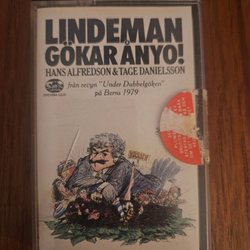 LINDEMAN
GÖKAR ÅNYO!
HANS ALFREDSON & TAGE DANIELSSON
från revyn "Under Dubbelgöken"
på Berns 1979